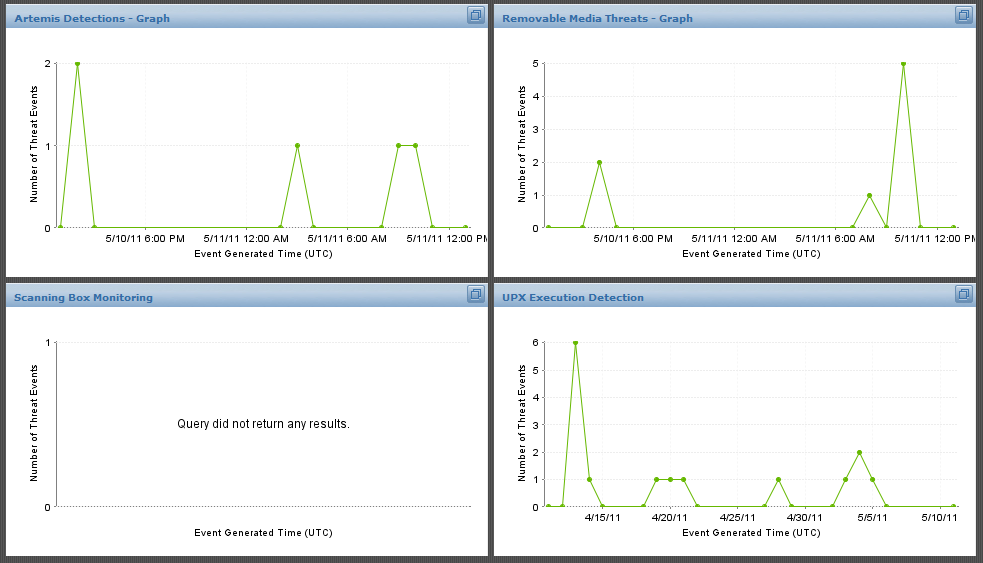 Artemis Detections - Graph
Number of Threat Events
2
1
0
5/10/11 6:00 PM 5/11/11 12:00 AM 5/11/11 6:00 AM 5/11/11 12:00 PM
Event Generated Time (UTC)
Removable Media Threats - Graph
Number of Threat Events
5
4
3
2
1
0
5/10/11 6:00 PM 5/11/11 12:00 AM 5/11/11 6:00 AM 5/11/11 12:00 PM
Event Generated Time (UTC)
Scanning Box Monitoring
Number of Threat Events
1
Query did not return any results.
0
Event Generated Time (UTC)
UPX Execution Detection
Number of Threat Events
6
5
4
3
2
1
0
4/15/11 4/20/11 4/25/11 4/30/11 5/5/11 5/10/11
Event Generated Time (UTC)